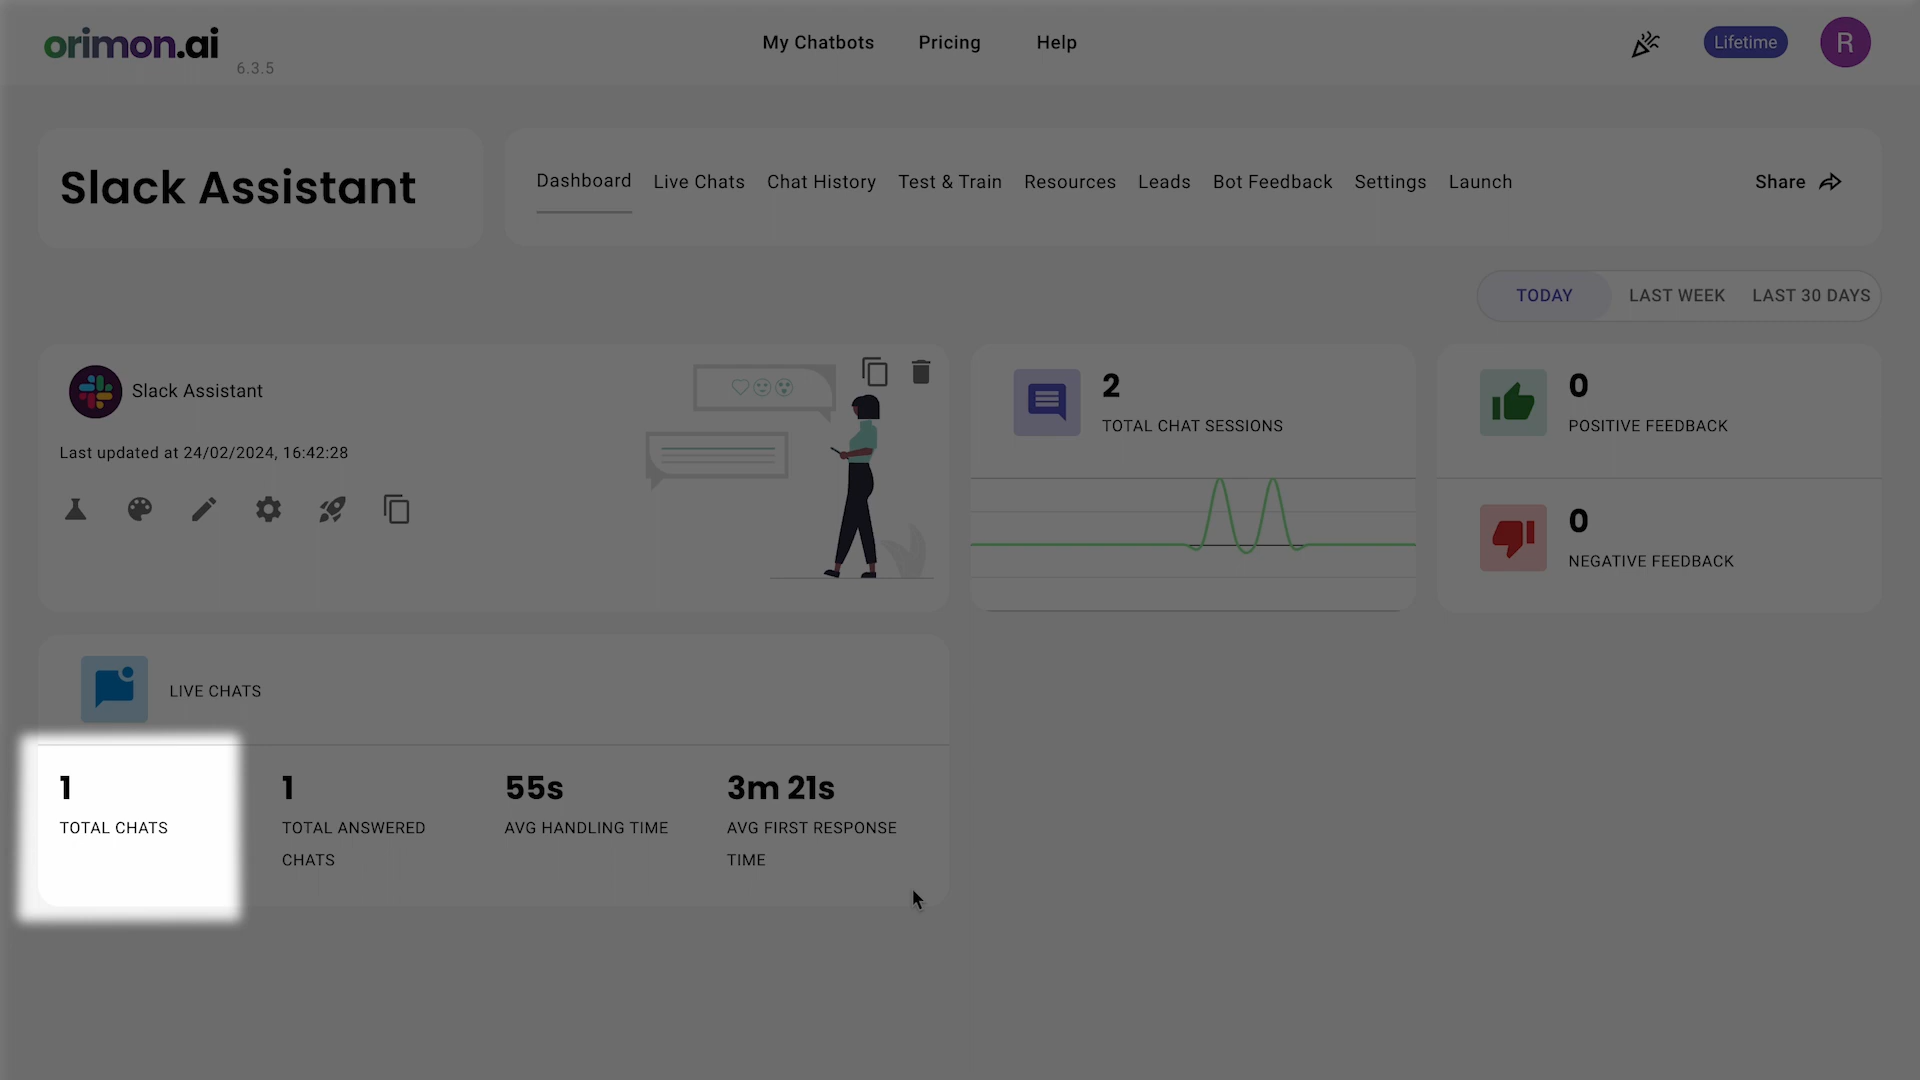 orimon.ai
6.3.5
My Chatbots
Pricing
Help
Lifetime
R
Slack Assistant
Dashboard
Live Chats
Chat History
Test & Train
Resources
Leads
Bot Feedback
Settings
Launch
Share
TODAY
LAST WEEK
LAST 30 DAYS
Slack Assistant
Last updated at 24/02/2024, 16:42:28
2
TOTAL CHAT SESSIONS
0
POSITIVE FEEDBACK
0
NEGATIVE FEEDBACK
LIVE CHATS
1
TOTAL CHATS
1
TOTAL ANSWERED
CHATS
55s
AVG HANDLING TIME
3m 21s
AVG FIRST RESPONSE
TIME